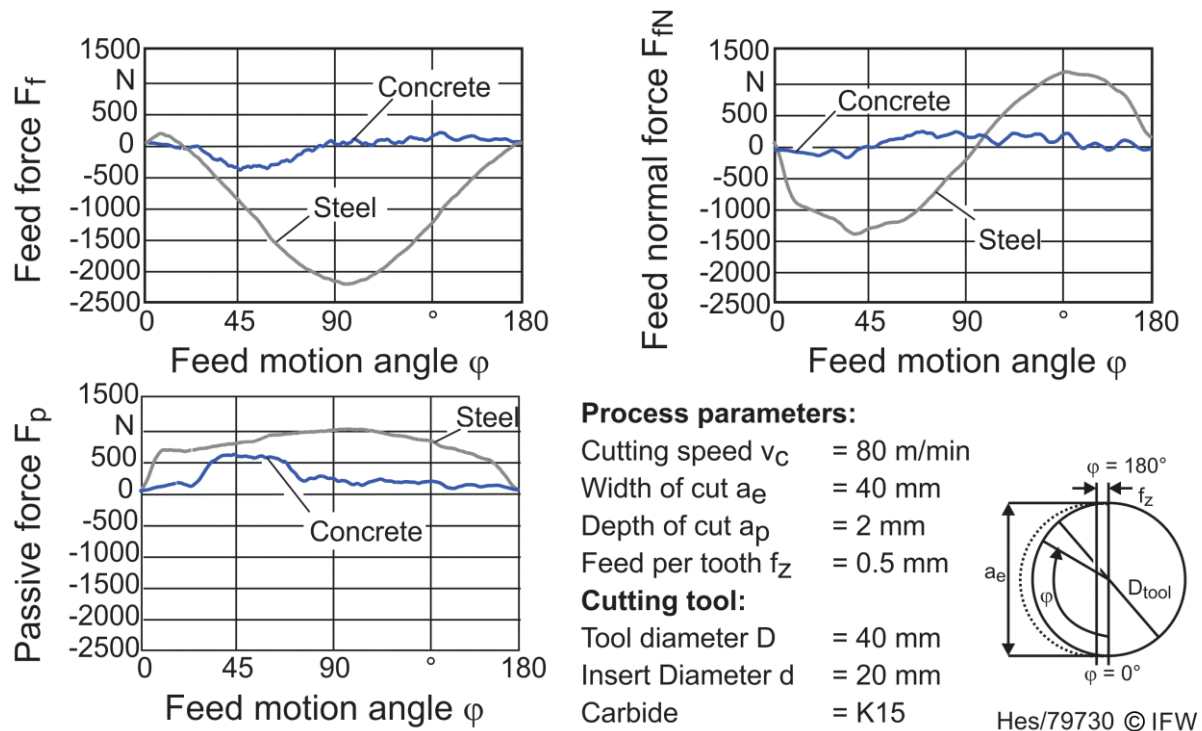 Feed force Ff
1500
N
500
0
-500
-1000
-1500
-2000
-2500
Concrete
Steel
0 45 90 ° 180
Feed motion angle φ
Feed normal force FfN
1500
N
500
0
-500
-1000
-1500
-2000
-2500
Concrete
Steel
0 45 90 ° 180
Feed motion angle φ
Passive force Fp
1500
N
500
0
-500
-1000
-1500
-2000
-2500
Steel
Concrete
0 45 90 ° 180
Feed motion angle φ
Process parameters:
Cutting speed vc = 80 m/min
Width of cut ae = 40 mm
Depth of cut ap = 2 mm
Feed per tooth fz = 0.5 mm
Cutting tool:
Tool diameter D = 40 mm
Insert Diameter d = 20 mm
Carbide = K15
φ = 180°
fz
ae
φ
Dtool
φ = 0°
Hes/79730 © IFW